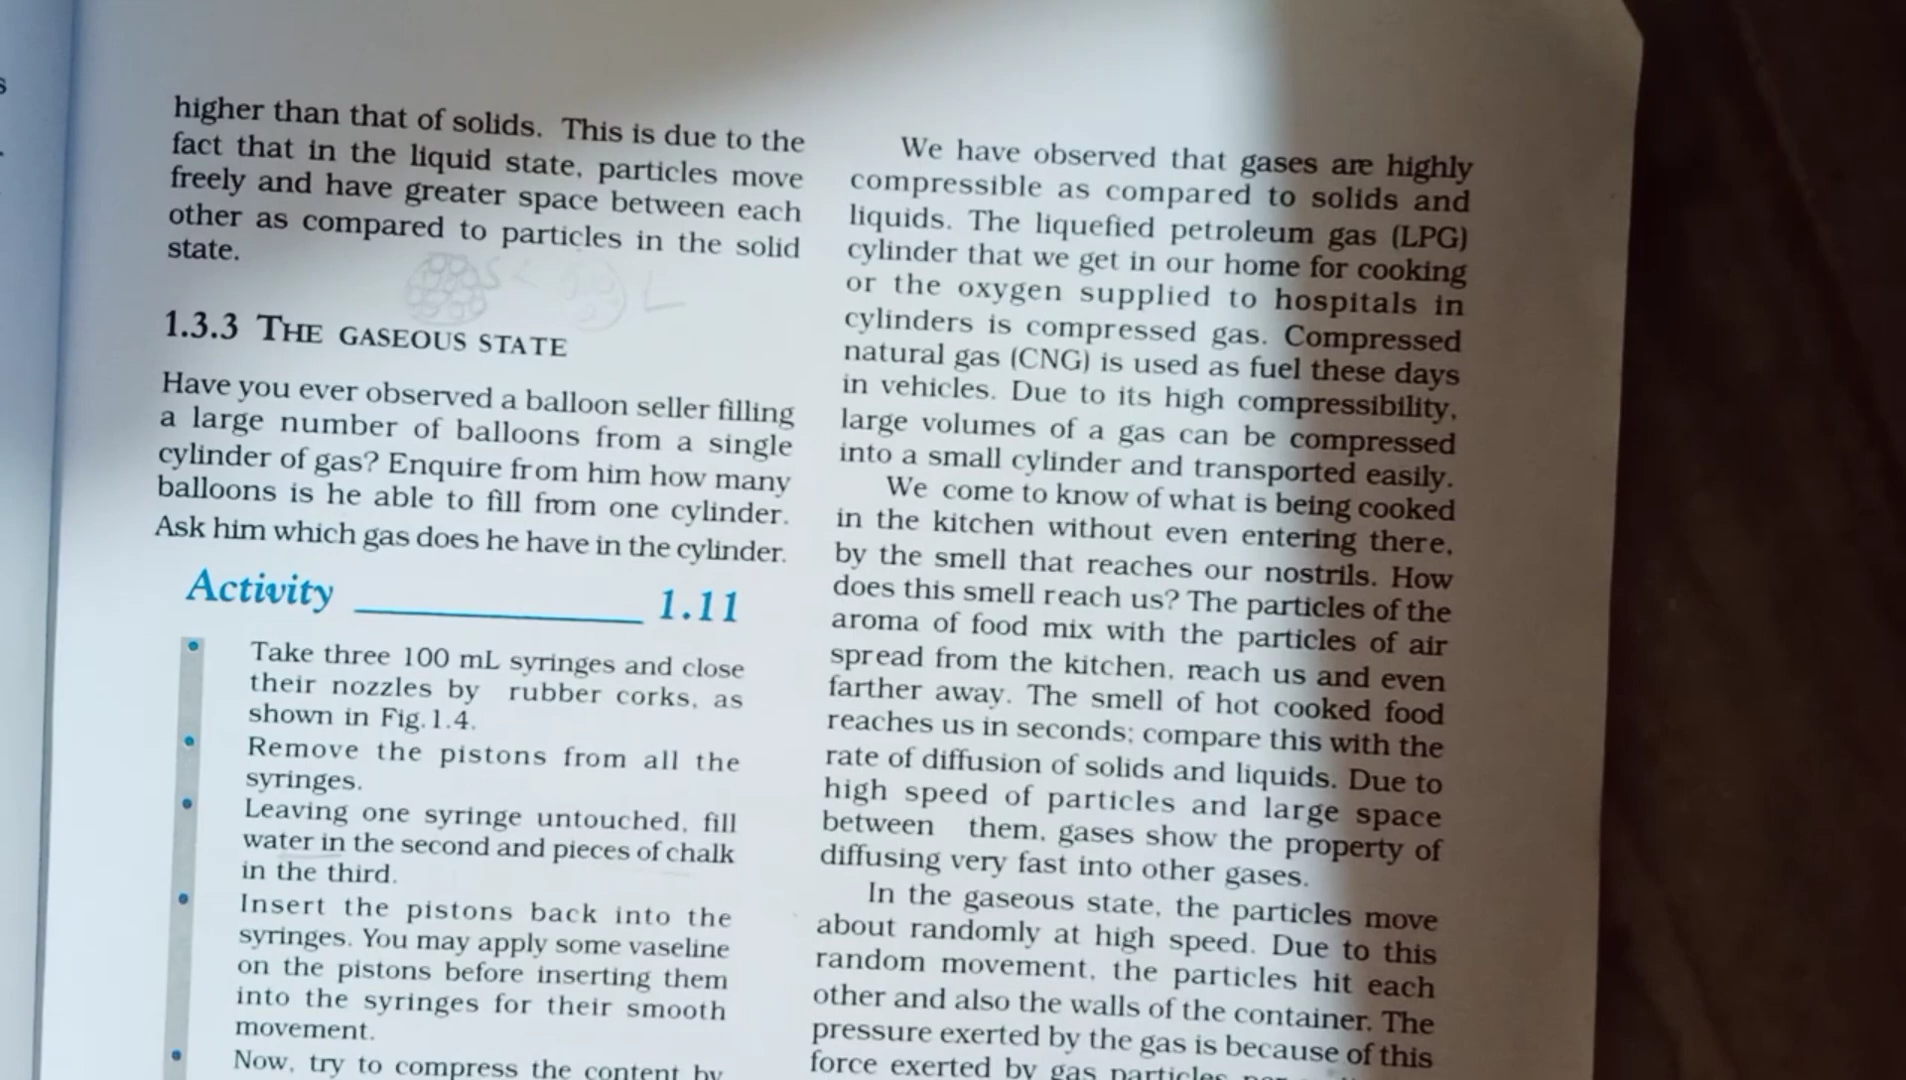 higher than that of solids. This is due to the
fact that in the liquid state, particles move
freely and have greater space between each
other as compared to particles in the solid
state.
1.3.3 THE GASEOUS STATE
Have you ever observed a balloon seller filling
a large number of balloons from a single
cylinder of gas? Enquire from him how many
balloons is he able to fill from one cylinder.
Ask him which gas does he have in the cylinder.
Activity 1.11
• Take three 100 mL syringes and close
their nozzles by rubber corks, as
shown in Fig.1.4.
• Remove the pistons from all the
syringes.
• Leaving one syringe untouched, fill
water in the second and pieces of chalk
in the third.
• Insert the pistons back into the
syringes. You may apply some vaseline
on the pistons before inserting them
into the syringes for their smooth
movement.
• Now, try to compress the content by
We have observed that gases are highly
compressible as compared to solids and
liquids. The liquefied petroleum gas (LPG)
cylinder that we get in our home for cooking
or the oxygen supplied to hospitals in
cylinders is compressed gas. Compressed
natural gas (CNG) is used as fuel these days
in vehicles. Due to its high compressibility,
large volumes of a gas can be compressed
into a small cylinder and transported easily.
We come to know of what is being cooked
in the kitchen without even entering there,
by the smell that reaches our nostrils. How
does this smell reach us? The particles of the
aroma of food mix with the particles of air
spread from the kitchen, reach us and even
farther away. The smell of hot cooked food
reaches us in seconds; compare this with the
rate of diffusion of solids and liquids. Due to
high speed of particles and large space
between them, gases show the property of
diffusing very fast into other gases.
In the gaseous state, the particles move
about randomly at high speed. Due to this
random movement, the particles hit each
other and also the walls of the container. The
pressure exerted by the gas is because of this
force exerted by gas particles